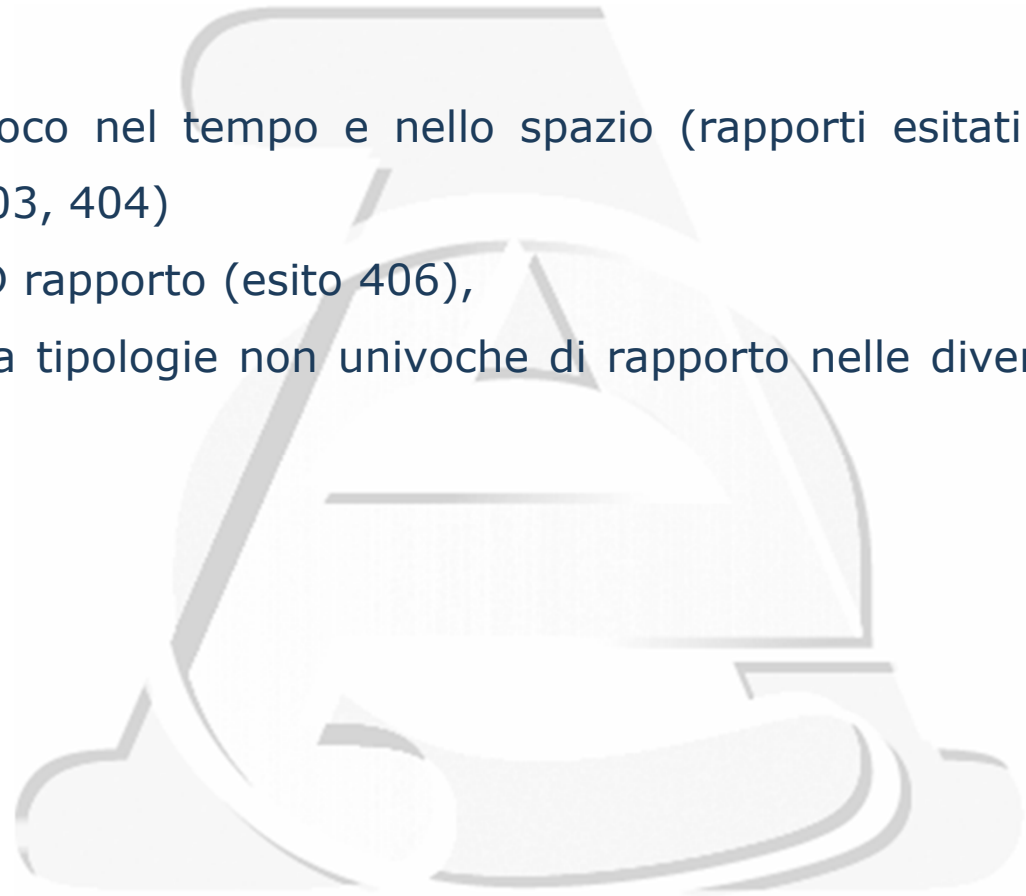 oco nel tempo e nello spazio (rapporti esitati
03, 404)
rapporto (esito 406),
a tipologie non univoche di rapporto nelle diver